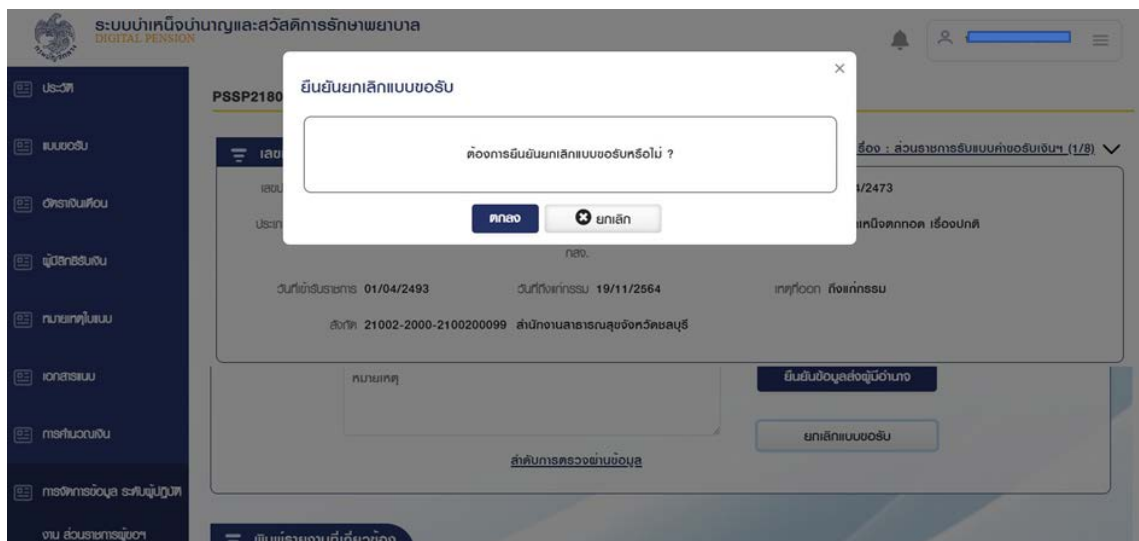 ระบบบำเหน็จบำนาญและสวัสดิการรักษาพยาบาล
DIGITAL PENSION
ประวัติ
แบบขอรับ
อัตราเงินเดือน
ผู้มีสิทธิรับเงิน
หมายเหตุในแบบ
เอกสารแบบ
การคำนวณเงิน
การจัดการข้อมูล ระดับผู้ปฏิบัติ
งาน ส่วนราชการผู้ขอฯ
PSSP2180
ยืนยันยกเลิกแบบขอรับ
ต้องการยืนยันยกเลิกแบบขอรับหรือไม่ ?
ตกลง ยกเลิก
รื่อง : ส่วนราชการรับแบบคำขอรับเงินฯ (1/8)
/2473
หน็จตกทอด เรื่องปกติ
กสจ.
วันที่เข้ารับราชการ 01/04/2493 วันที่ถึงแก่กรรม 19/11/2564 เหตุที่ออก ถึงแก่กรรม
สังกัด 21002-2000-2100200099 สำนักงานสาธารณสุขจังหวัดชลบุรี
หมายเหตุ
ยืนยันข้อมูลส่งผู้มีอำนาจ
ยกเลิกแบบขอรับ
ลำดับการตรวจผ่านข้อมูล
พิมพ์รายงานที่เกี่ยวข้อง